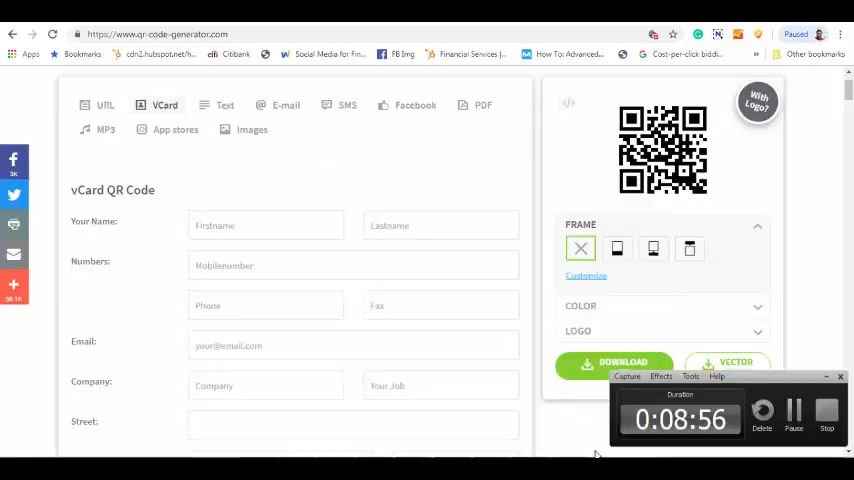 https://www.qr-code-generator.com
Paused
Apps
Bookmarks
cdn2.hubspot.net/h...
Citibank
Social Media for Fin...
FB Img
Financial Services |...
How To: Advanced...
Cost-per-click biddi...
»
Other bookmarks
URL
VCard
Text
E-mail
SMS
Facebook
PDF
MP3
App stores
Images
With
Logo?
3K
58.1K
vCard QR Code
Your Name:
Firstname
Lastname
Numbers:
Mobilenumber
Phone
Fax
Email:
your@email.com
Company:
Company
Your Job
Street:
</>
FRAME
Customize
COLOR
LOGO
DOWNLOAD
VECTOR
Capture Effects Tools Help
Duration
0:08:56
Delete
Pause
Stop